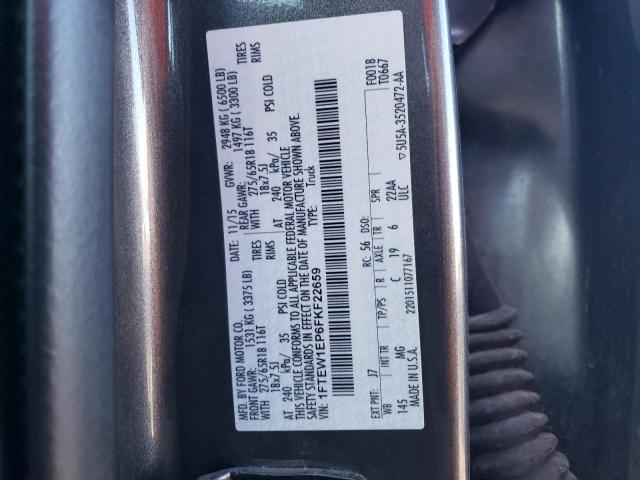 MFD. BY FORD MOTOR CO.
DATE: 11/15 GVWR: 2948 KG ( 6500 LB)
FRONT GAWR: 1531 KG ( 3375 LB) REAR GAWR: 1497 KG ( 3300 LB)
WITH 275/65R18 116T TIRES WITH 275/65R18 116T TIRES
18x7.5J RIMS 18x7.5J RIMS
AT 240 kPa/ 35 PSI COLD AT 240 kPa/ 35 PSI COLD
THIS VEHICLE CONFORMS TO ALL APPLICABLE FEDERAL MOTOR VEHICLE
SAFETY STANDARDS IN EFFECT ON THE DATE OF MANUFACTURE SHOWN ABOVE.
VIN: 1FTEW1EP6FKF22659 TYPE: Truck
F0018
T0667
EXT PNT: J7 RC: 56 DSO:
WB INT TR TP/PS R AXLE TR SPR
145 MG C 19 6 22AA
2201511077167 ULC
MADE IN U.S.A. ▽5U5A-3520472-AA